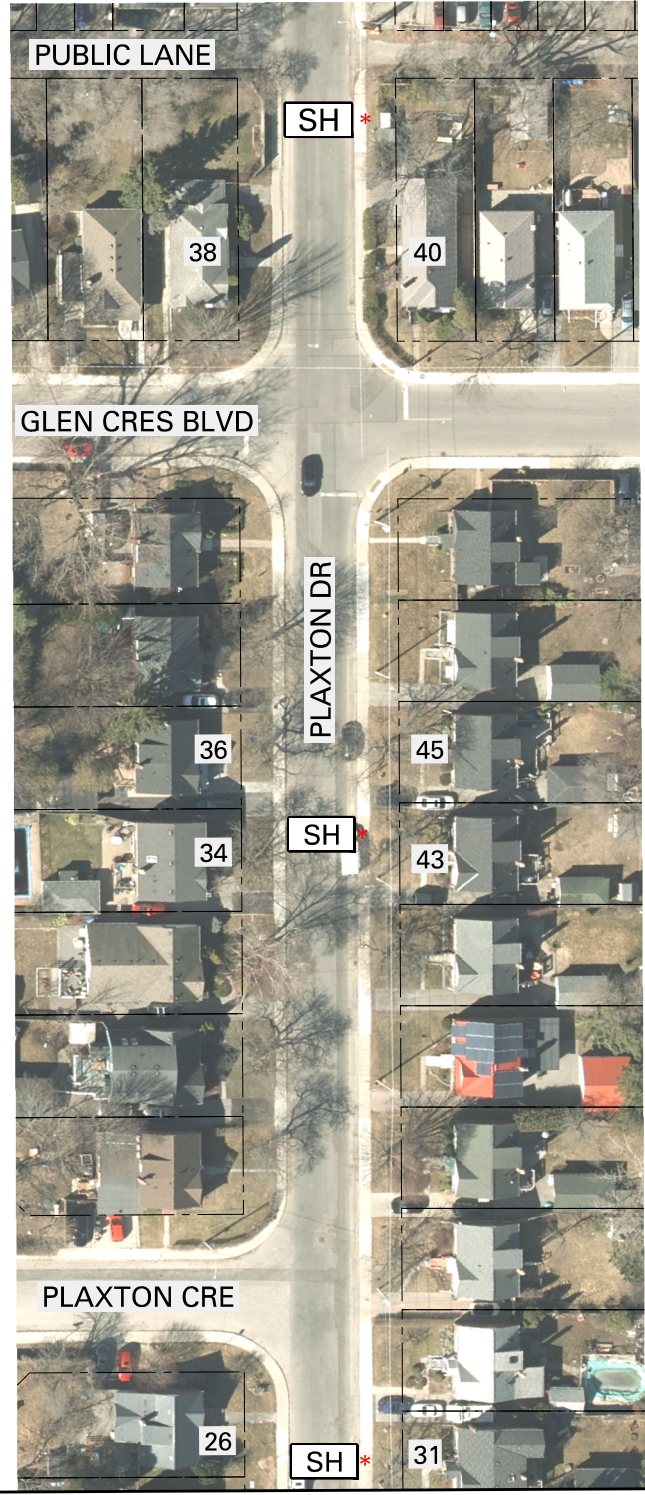 PUBLIC LANE
SH *
38
40
GLEN CRES BLVD
PLAXTON DR
36
45
SH *
34
43
PLAXTON CRE
26
SH *
31